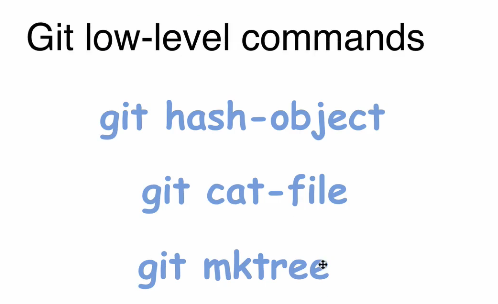 Git low-level commands
git hash-object
git cat-file
git mktree